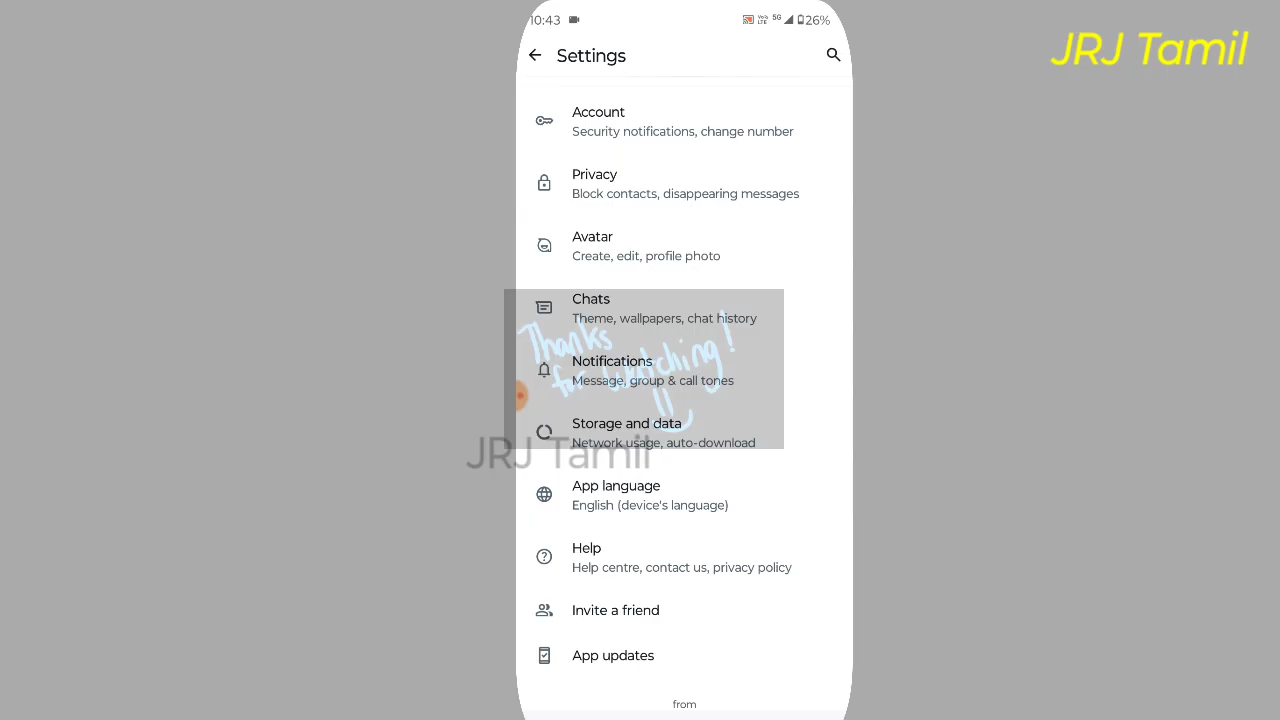 10:43 VoLTE 5G 26%
JRJ Tamil
Settings
Account
Security notifications, change number
Privacy
Block contacts, disappearing messages
Avatar
Create, edit, profile photo
Chats
Theme, wallpapers, chat history
Thanks
for watching!
Notifications
Message, group & call tones
Storage and data
Network usage, auto-download
JRJ Tamil
App language
English (device's language)
Help
Help centre, contact us, privacy policy
Invite a friend
App updates
from